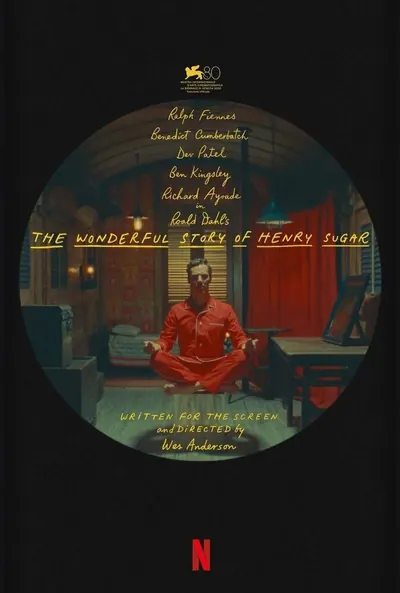 80
Ralph Fiennes
Benedict Cumberbatch
Dev Patel
Ben Kingsley
Richard Ayoade
in
Roald Dahl's
THE WONDERFUL STORY OF HENRY SUGAR
WRITTEN FOR THE SCREEN
and DIRECTED by
Wes Anderson
N